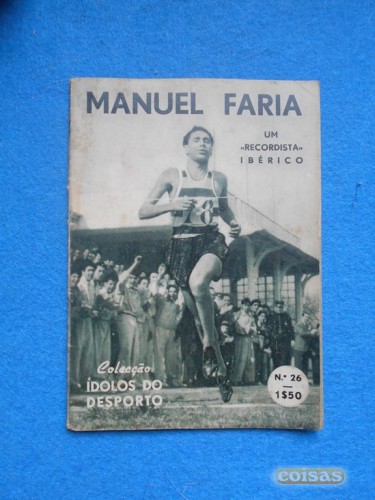 MANUEL FARIA
UM
«RECORDISTA»
IBÉRICO
Colecção
ÍDOLOS DO
DESPORTO
N.º 26
1$50
coisas